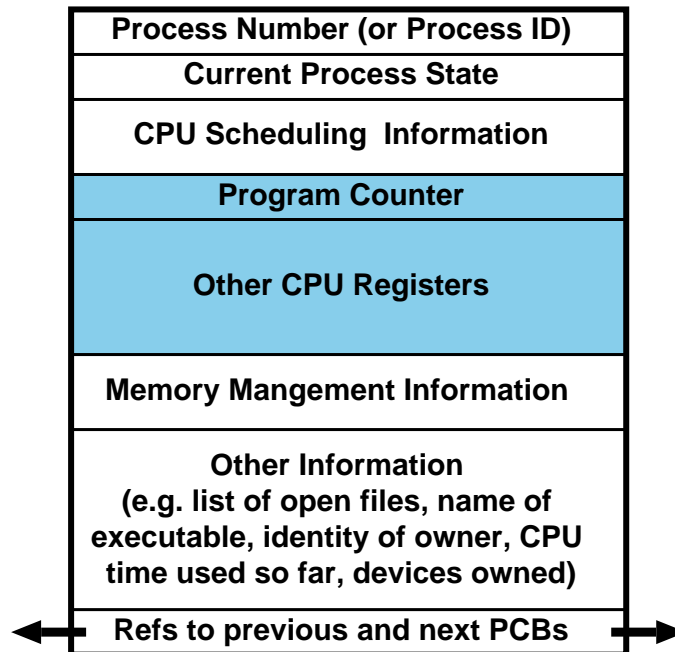 Process Number (or Process ID)
Current Process State
CPU Scheduling Information
Program Counter
Other CPU Registers
Memory Mangement Information
Other Information
(e.g. list of open files, name of
executable, identity of owner, CPU
time used so far, devices owned)
Refs to previous and next PCBs